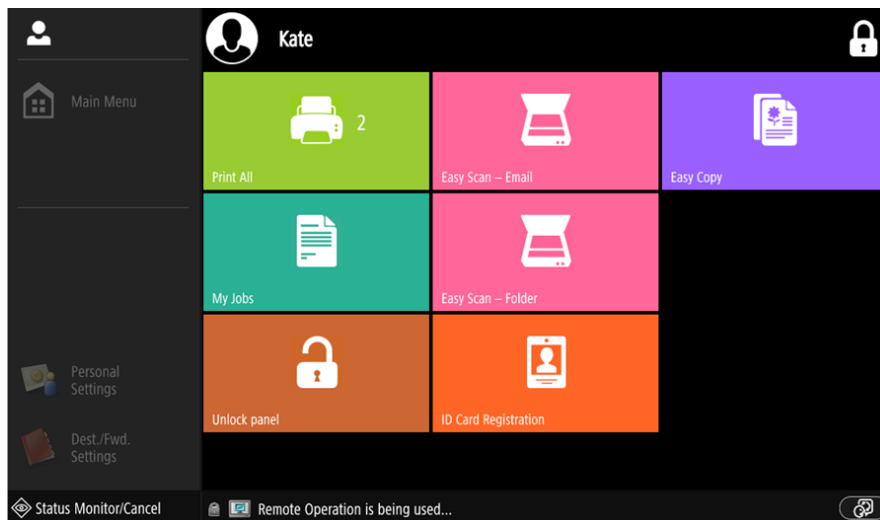 Kate
Main Menu
2
Print All
Easy Scan – Email
Easy Copy
My Jobs
Easy Scan – Folder
Personal
Settings
Unlock panel
ID Card Registration
Dest./Fwd.
Settings
Status Monitor/Cancel
Remote Operation is being used...